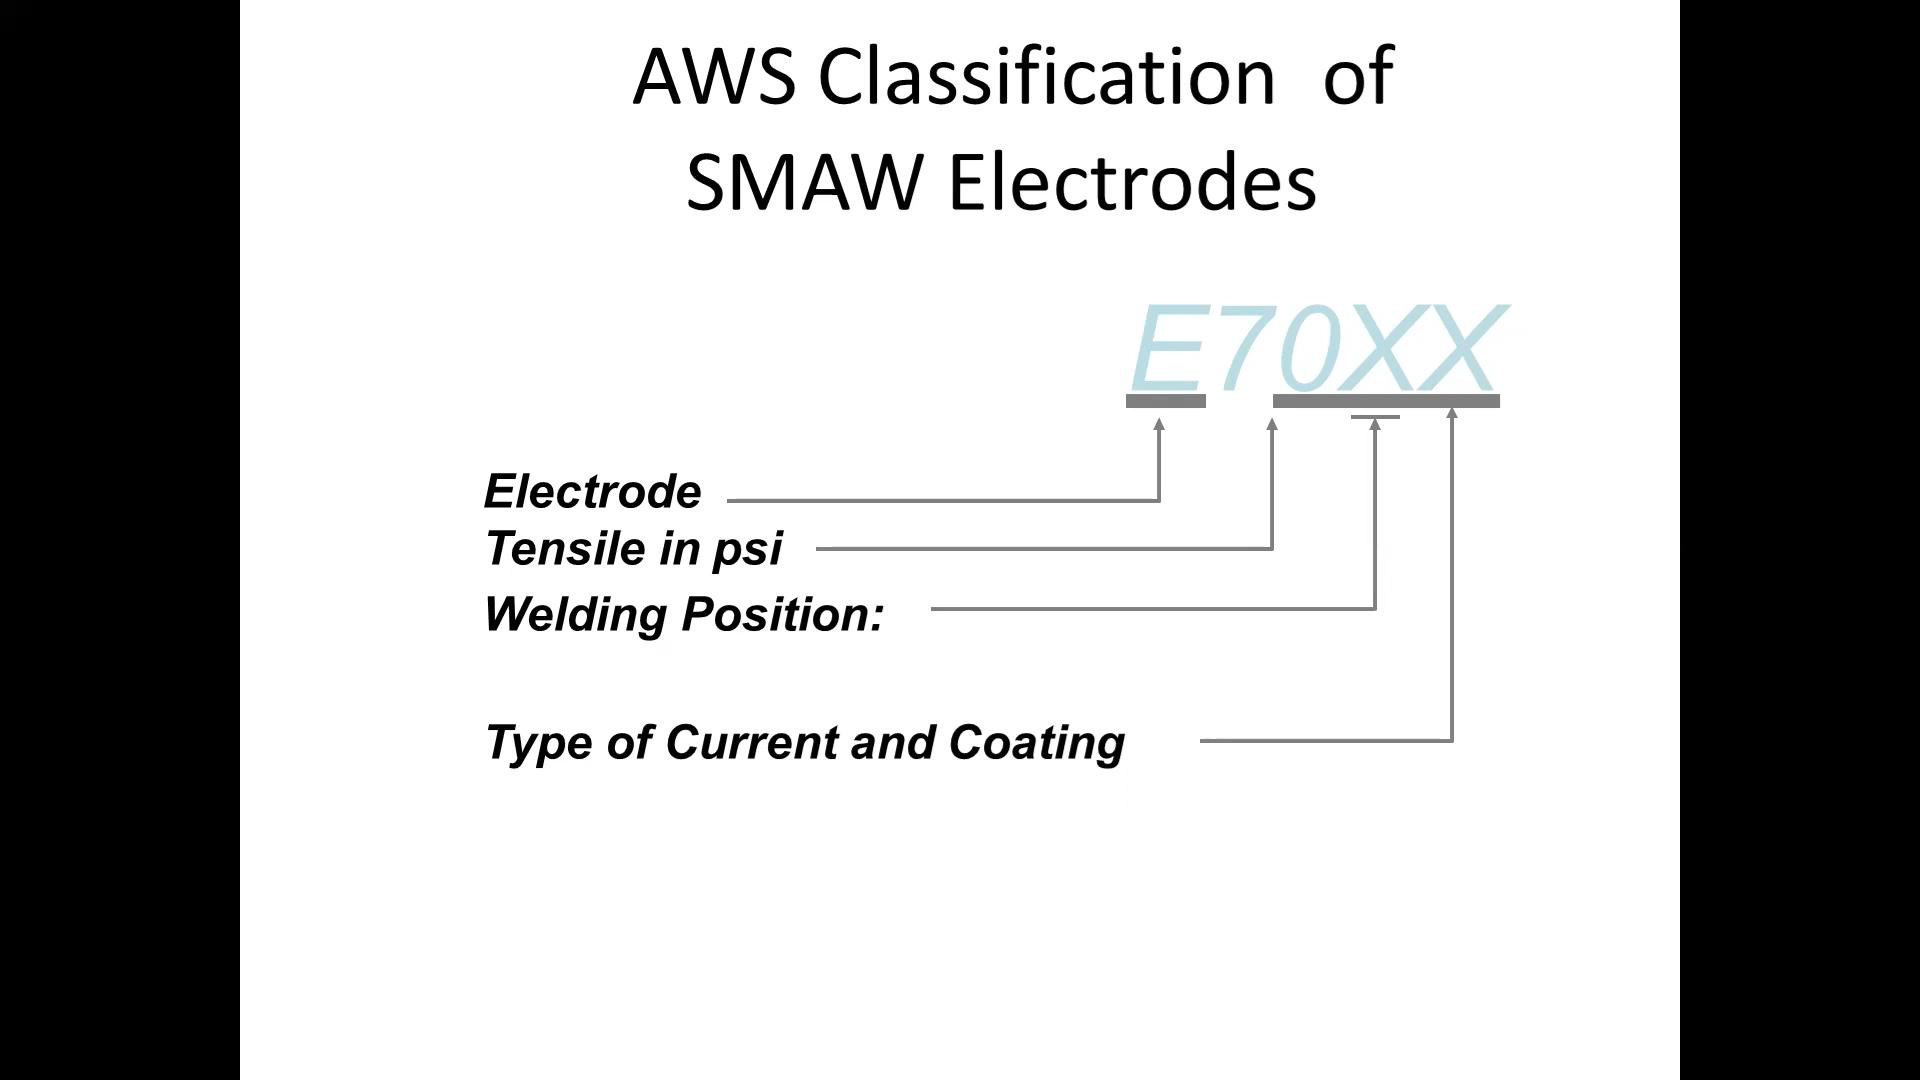 AWS Classification of
SMAW Electrodes
E70XX
Electrode
Tensile in psi
Welding Position:
Type of Current and Coating